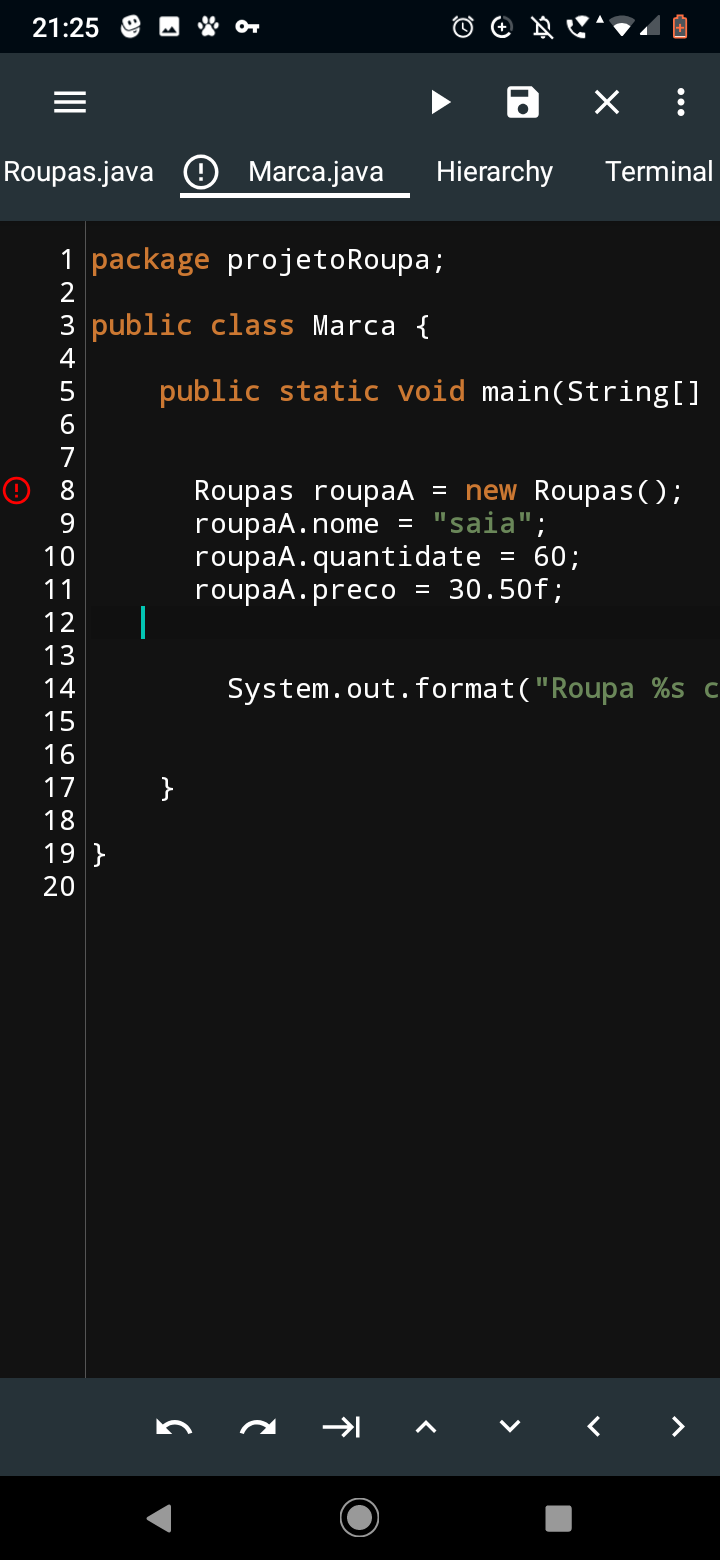 21:25
Roupas.java Marca.java Hierarchy Terminal
1 package projetoRoupa;
2
3 public class Marca {
4
5 public static void main(String[]
6
7
8 Roupas roupaA = new Roupas();
9 roupaA.nome = "saia";
10 roupaA.quantidate = 60;
11 roupaA.preco = 30.50f;
12
13
14 System.out.format("Roupa %s c
15
16
17 }
18
19 }
20